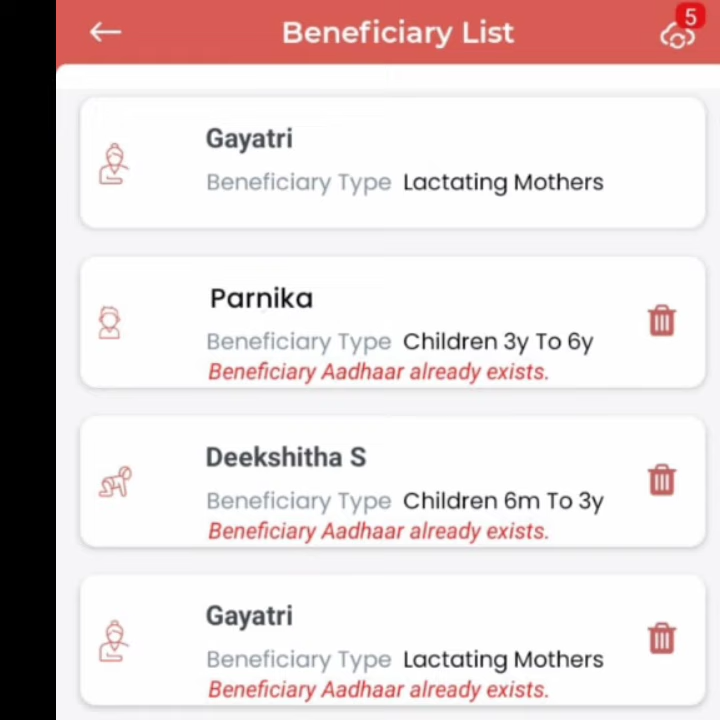 Beneficiary List
5
Gayatri
Beneficiary Type Lactating Mothers
Parnika
Beneficiary Type Children 3y To 6y
Beneficiary Aadhaar already exists.
Deekshitha S
Beneficiary Type Children 6m To 3y
Beneficiary Aadhaar already exists.
Gayatri
Beneficiary Type Lactating Mothers
Beneficiary Aadhaar already exists.